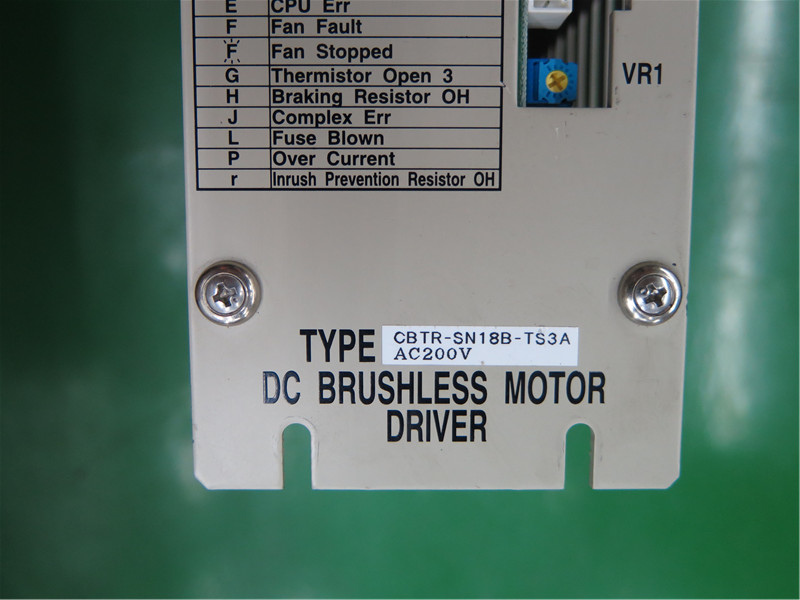 E CPU Err
F Fan Fault
F Fan Stopped
G Thermistor Open 3
H Braking Resistor OH
J Complex Err
L Fuse Blown
P Over Current
r Inrush Prevention Resistor OH
VR1
TYPE CBTR-SN18B-TS3A
AC200V
DC BRUSHLESS MOTOR
DRIVER